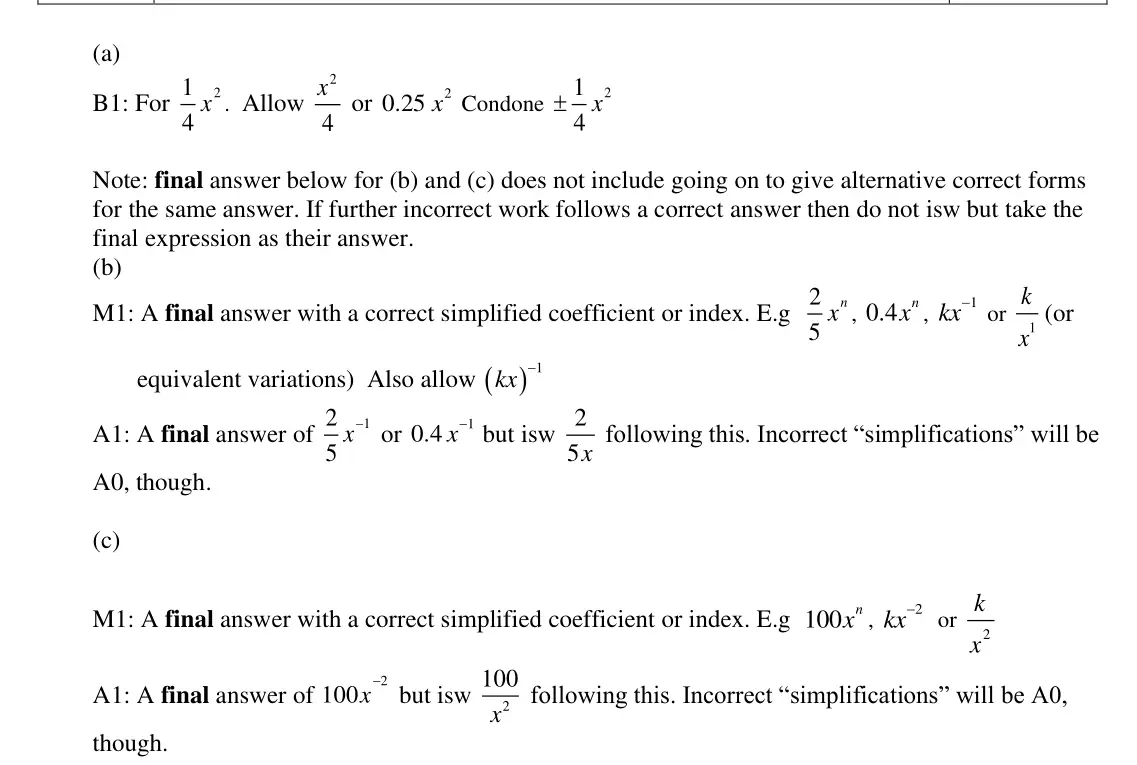 (a)
B1: For 1/4 x². Allow x²/4 or 0.25 x² Condone ±1/4 x²
Note: final answer below for (b) and (c) does not include going on to give alternative correct forms
for the same answer. If further incorrect work follows a correct answer then do not isw but take the
final expression as their answer.
(b)
M1: A final answer with a correct simplified coefficient or index. E.g 2/5 xⁿ, 0.4xⁿ, kx⁻¹ or k/x¹ (or
equivalent variations) Also allow (kx)⁻¹
A1: A final answer of 2/5 x⁻¹ or 0.4 x⁻¹ but isw 2/5x following this. Incorrect “simplifications” will be
A0, though.
(c)
M1: A final answer with a correct simplified coefficient or index. E.g 100xⁿ, kx⁻² or k/x²
A1: A final answer of 100x⁻² but isw 100/x² following this. Incorrect “simplifications” will be A0,
though.